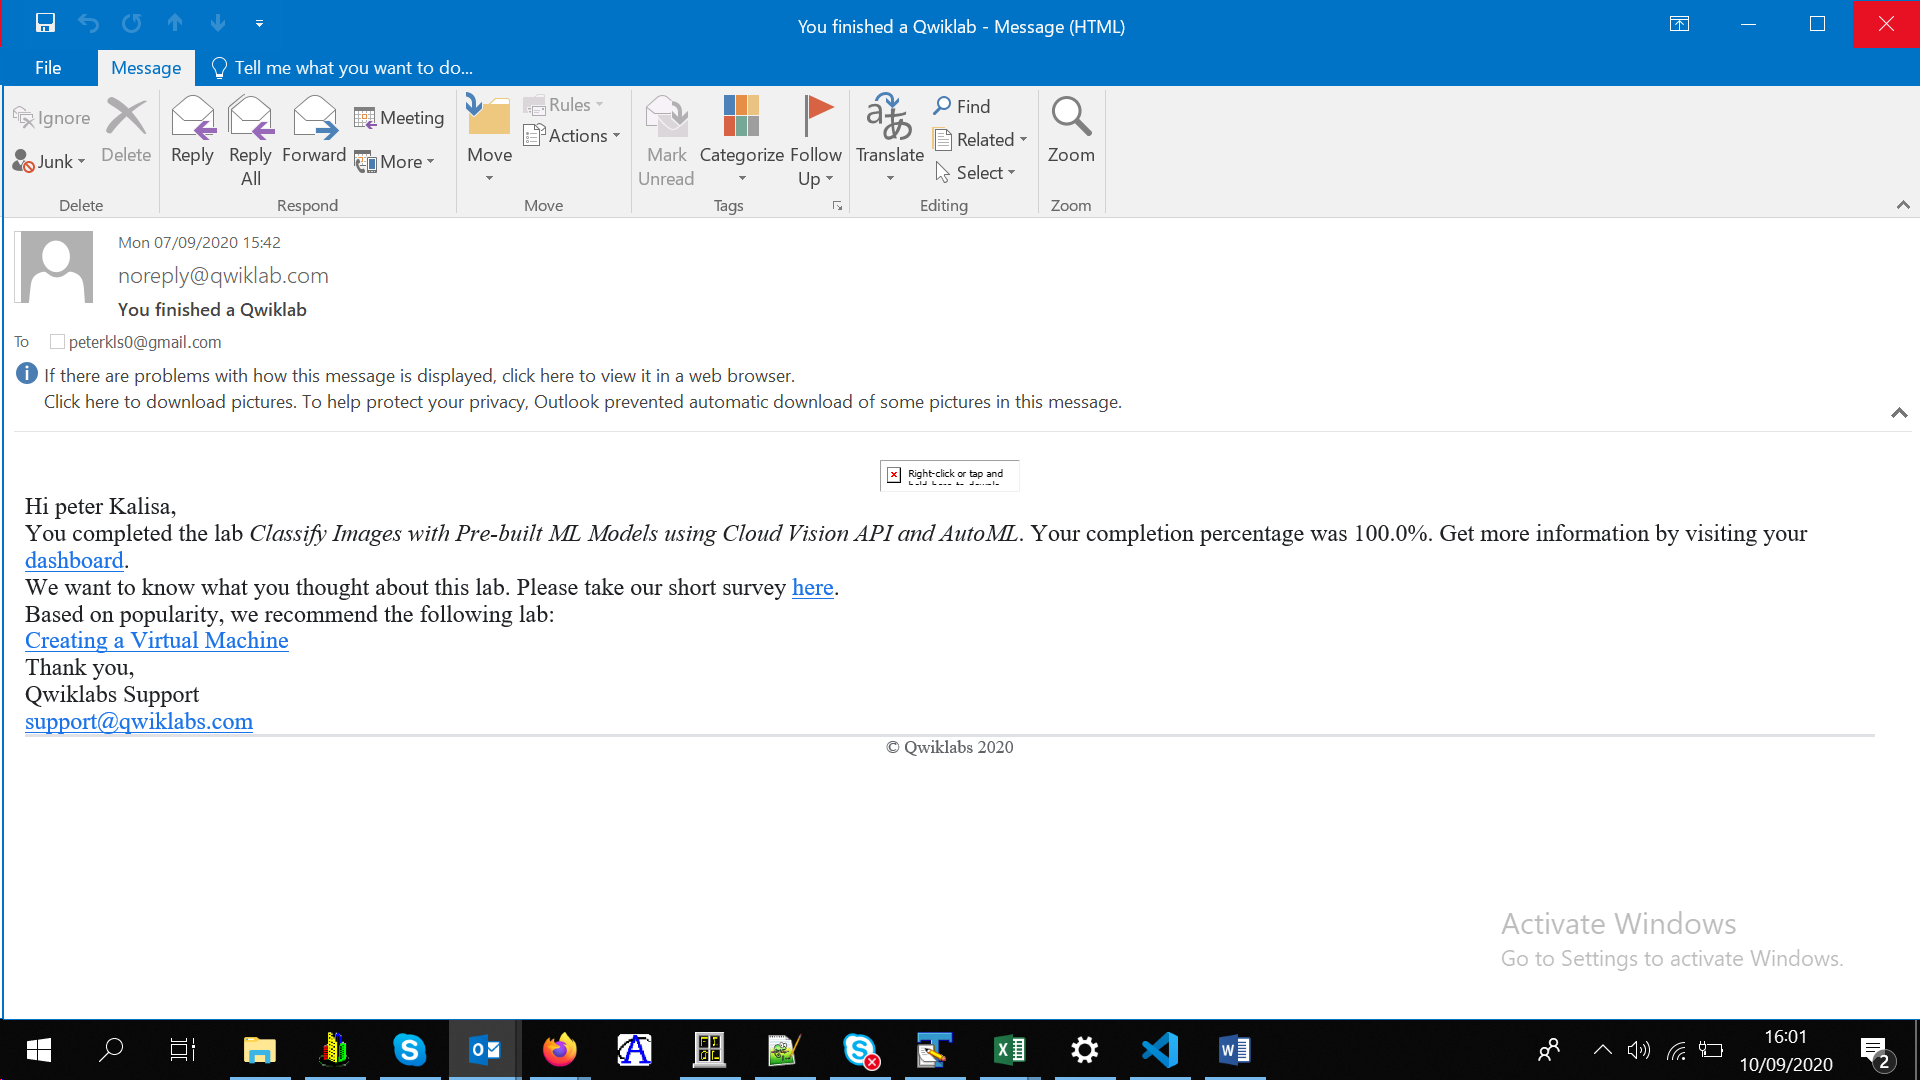 You finished a Qwiklab - Message (HTML)
File Message Tell me what you want to do...
Ignore Junk Delete Delete
Reply Reply All Forward Meeting More Respond
Move Rules Actions Move
Mark Unread Categorize Follow Up Tags
Translate Find Related Select Editing
Zoom Zoom
Mon 07/09/2020 15:42
noreply@qwiklab.com
You finished a Qwiklab
To peterkls0@gmail.com
If there are problems with how this message is displayed, click here to view it in a web browser.
Click here to download pictures. To help protect your privacy, Outlook prevented automatic download of some pictures in this message.
Right-click or tap and
Hi peter Kalisa,
You completed the lab Classify Images with Pre-built ML Models using Cloud Vision API and AutoML. Your completion percentage was 100.0%. Get more information by visiting your
dashboard.
We want to know what you thought about this lab. Please take our short survey here.
Based on popularity, we recommend the following lab:
Creating a Virtual Machine
Thank you,
Qwiklabs Support
support@qwiklabs.com
© Qwiklabs 2020
Activate Windows
Go to Settings to activate Windows.
16:01
10/09/2020
2